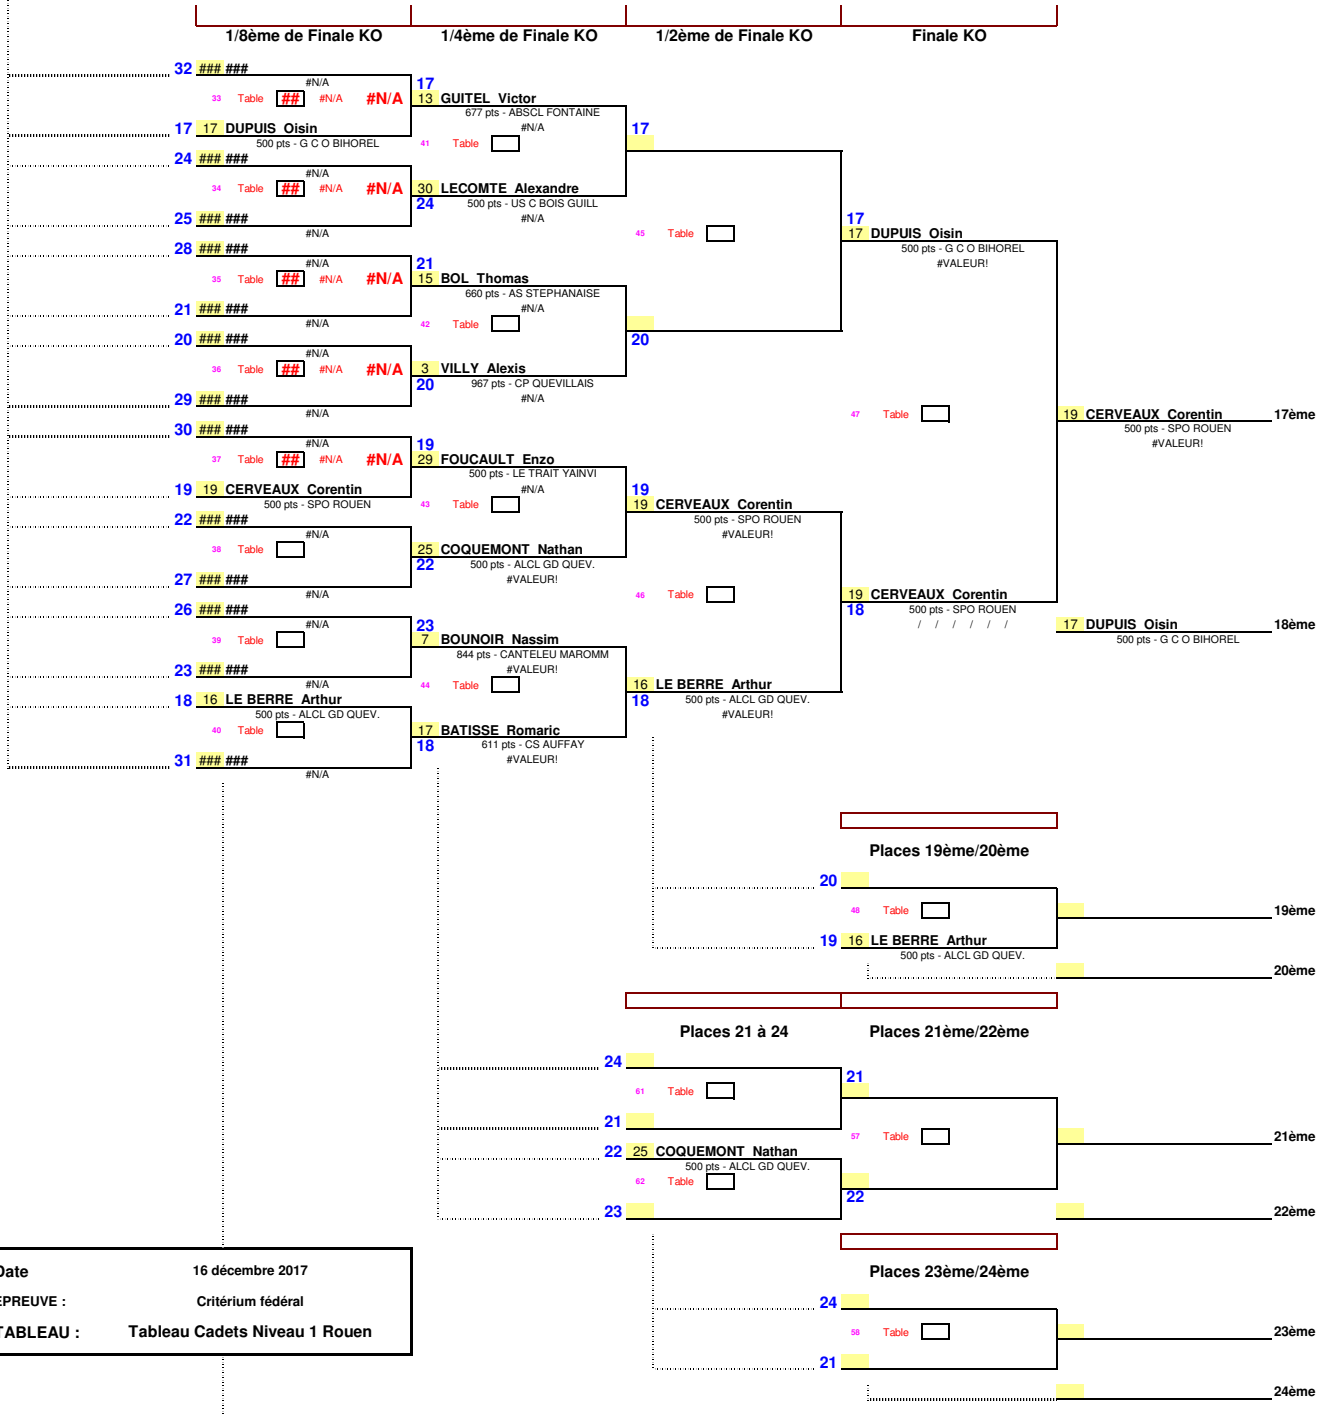 1/8ème de Finale KO 1/4ème de Finale KO 1/2ème de Finale KO Finale KO
32 ### ###
#N/A
17
33 Table ## #N/A #N/A 13 GUITEL Victor
677 pts - ABSCL FONTAINE
17 17 DUPUIS Oisin #N/A 17
500 pts - G C O BIHOREL 41 Table
24 ### ###
#N/A
34 Table ## #N/A #N/A 30 LECOMTE Alexandre
24 500 pts - US C BOIS GUILL
25 ### ### #N/A 17
#N/A 45 Table 17 DUPUIS Oisin
28 ### ### 500 pts - G C O BIHOREL
#N/A 21 #VALEUR!
35 Table ## #N/A #N/A 15 BOL Thomas
660 pts - AS STEPHANAISE
21 ### ### #N/A
#N/A 42 Table
20 ### ### 20
#N/A
36 Table ## #N/A #N/A 3 VILLY Alexis
20 967 pts - CP QUEVILLAIS
29 ### ### #N/A
#N/A 47 Table 19 CERVEAUX Corentin 17ème
30 ### ### 500 pts - SPO ROUEN
#N/A 19 #VALEUR!
37 Table ## #N/A #N/A 29 FOUCAULT Enzo
500 pts - LE TRAIT YAINVI
19 19 CERVEAUX Corentin #N/A 19
500 pts - SPO ROUEN 43 Table 19 CERVEAUX Corentin
22 ### ### 500 pts - SPO ROUEN
#N/A #VALEUR!
38 Table 25 COQUEMONT Nathan
22 500 pts - ALCL GD QUEV.
27 ### ### #VALEUR!
#N/A 46 Table 19 CERVEAUX Corentin
26 ### ### 18 500 pts - SPO ROUEN
#N/A 23 / / / / / / 17 DUPUIS Oisin 18ème
39 Table 7 BOUNOIR Nassim 500 pts - G C O BIHOREL
844 pts - CANTELEU MAROMM
23 ### ### #VALEUR!
#N/A 44 Table 16 LE BERRE Arthur
18 16 LE BERRE Arthur 18 500 pts - ALCL GD QUEV.
500 pts - ALCL GD QUEV. #VALEUR!
40 Table 17 BATISSE Romaric
18 611 pts - CS AUFFAY
31 ### ### #VALEUR!
#N/A
Places 19ème/20ème
20
48 Table 19ème
19 16 LE BERRE Arthur
500 pts - ALCL GD QUEV.
20ème
Places 21 à 24 Places 21ème/22ème
24
21
61 Table
21
57 Table 21ème
22 25 COQUEMONT Nathan
500 pts - ALCL GD QUEV.
62 Table
22
23 22ème
Date 16 décembre 2017 Places 23ème/24ème
EPREUVE : Critérium fédéral 24
TABLEAU : Tableau Cadets Niveau 1 Rouen 58 Table 23ème
21
24ème